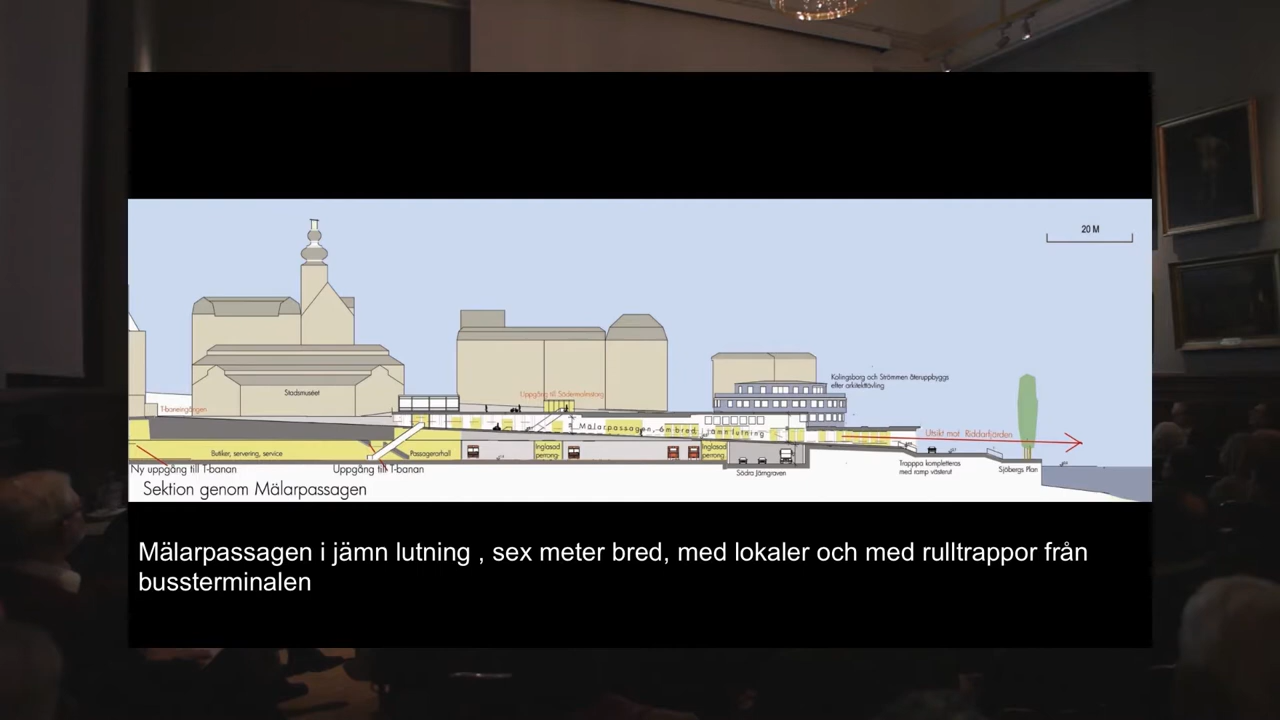 20 M
Kolingsborg och Strömmen återuppbyggs
efter arkitekttävling
Stadsmuséet
Uppgång till Södermalmstorg
T-baneingången
Mälarpassagen, 6m bred, i jämn lutning
Utsikt mot Riddarfjärden
Butiker, servering, service
Passagerarhall
Inglasad
perrong
Inglasad
perrong
Ny uppgång till T-banan
Uppgång till T-banan
Södra Järngraven
Trapppa kompletteras
med ramp västerut
Sjöbergs Plan
Sektion genom Mälarpassagen
Mälarpassagen i jämn lutning , sex meter bred, med lokaler och med rulltrappor från
bussterminalen